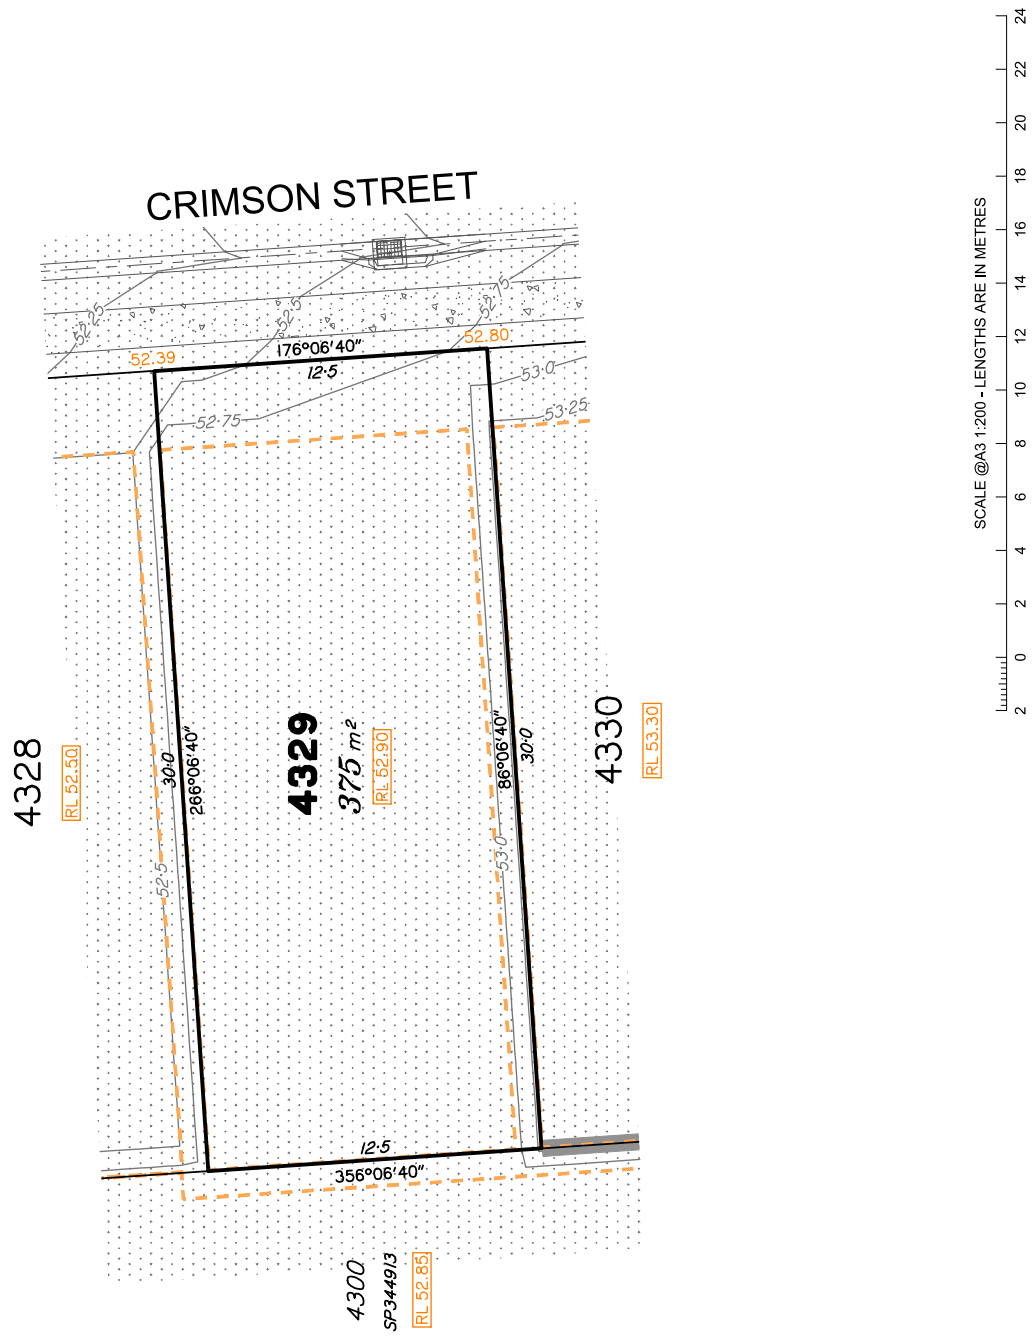 CRIMSON STREET
52·25
52·5
52·75
52.39
176°06'40"
52.80
12·5
53·0
52·75
53·25
4328
RL 52.50
30·0
266°06'40"
4329
375 m²
RL 52.90
86°06'40"
30·0
4330
RL 53.30
52·5
53·0
12·5
356°06'40"
4300
SP344913
RL 52.85
SCALE @A3 1:200 - LENGTHS ARE IN METRES
2 0 2 4 6 8 10 12 14 16 18 20 22 24